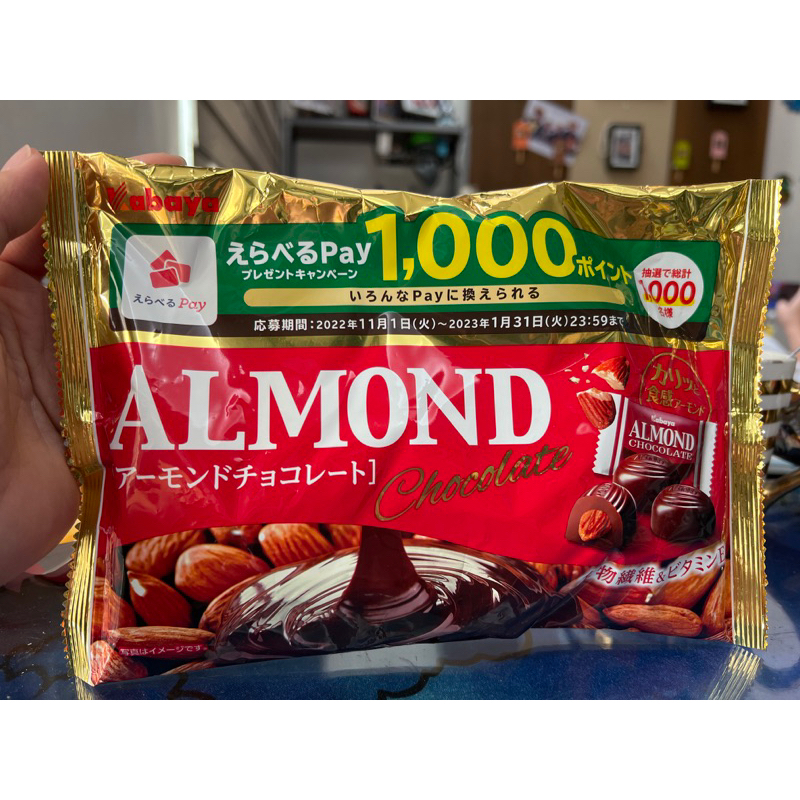 Kabaya
えらべるPay
えらべるPay
プレゼントキャンペーン
1,000ポイント
いろんなPayに換えられる
抽選で総計
1,000
名様
応募期間:2022年11月1日(火)~2023年1月31日(火)23:59まで
ALMOND
アーモンドチョコレート]
Chocolate
カリッと
食感アーモンド
Kabaya
ALMOND
CHOCOLATE
物繊維&ビタミンE
写真はイメージです